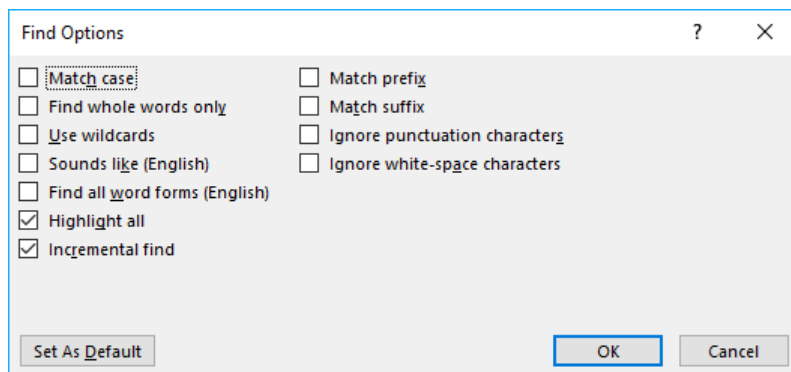 Find Options
Match case
Find whole words only
Use wildcards
Sounds like (English)
Find all word forms (English)
Highlight all
Incremental find
Match prefix
Match suffix
Ignore punctuation characters
Ignore white-space characters
Set As Default
OK
Cancel